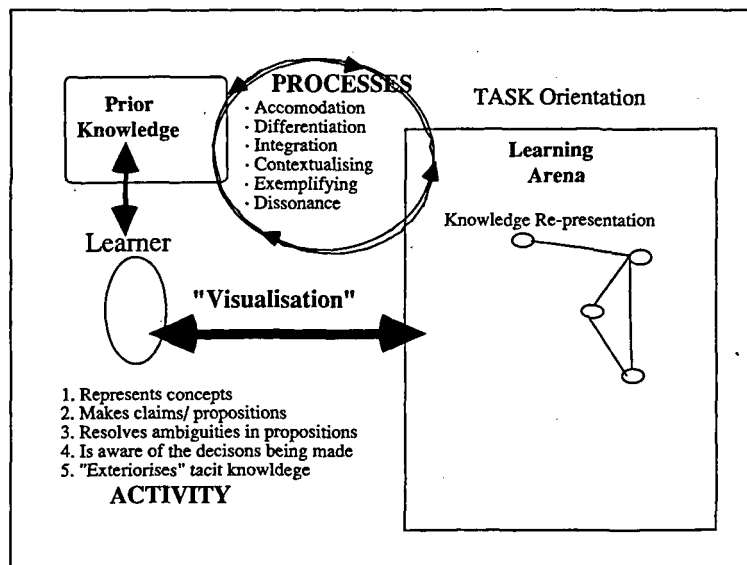 PROCESSES
Prior
Knowledge
· Accomodation
· Differentiation
· Integration
· Contextualising
· Exemplifying
· Dissonance
TASK Orientation
Learning
Arena
Knowledge Re-presentation
Learner
"Visualisation"
1. Represents concepts
2. Makes claims/ propositions
3. Resolves ambiguities in propositions
4. Is aware of the decisons being made
5. "Exteriorises" tacit knowldege
ACTIVITY